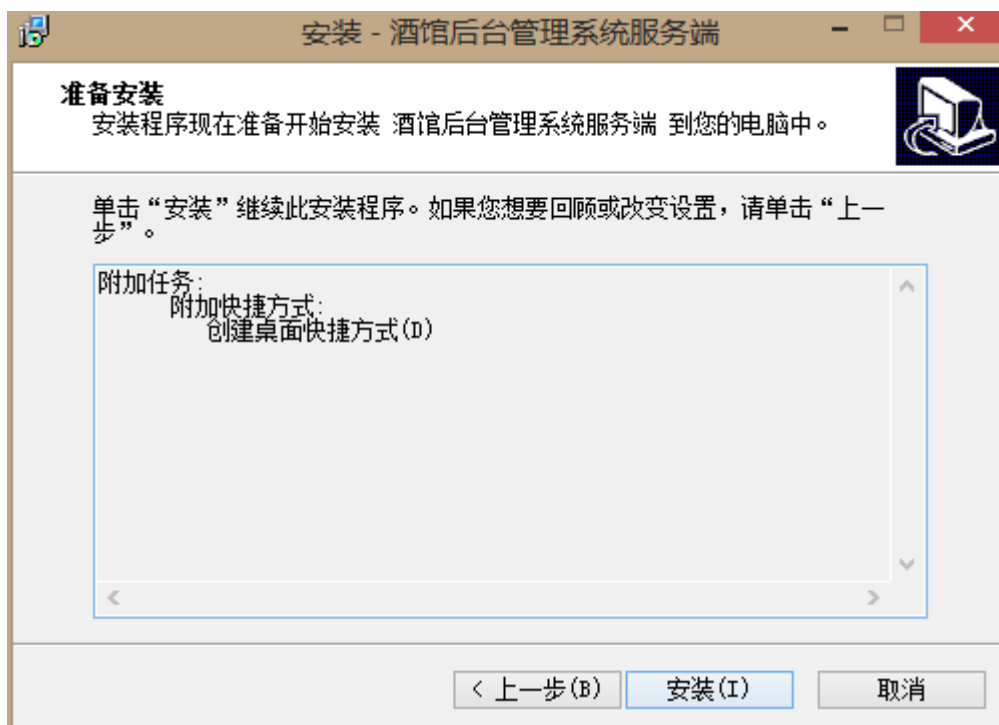 安装 - 酒馆后台管理系统服务端
准备安装
安装程序现在准备开始安装 酒馆后台管理系统服务端 到您的电脑中。
单击“安装”继续此安装程序。如果您想要回顾或改变设置，请单击“上一
步”。
附加任务:
附加快捷方式:
创建桌面快捷方式(D)
< 上一步(B)
安装(I)
取消